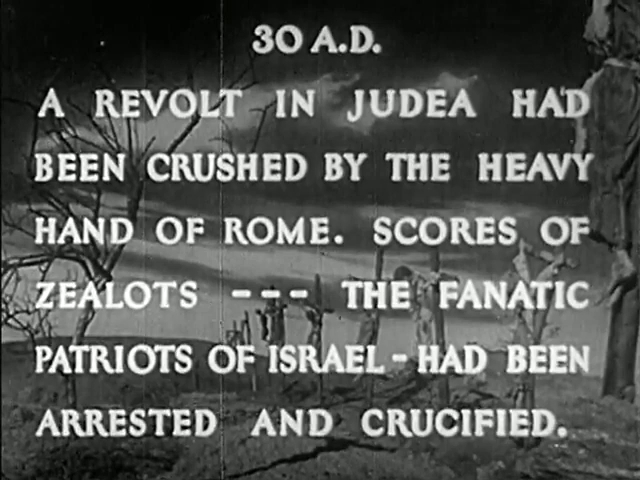 30 A.D.
A REVOLT IN JUDEA HAD
BEEN CRUSHED BY THE HEAVY
HAND OF ROME. SCORES OF
ZEALOTS --- THE FANATIC
PATRIOTS OF ISRAEL - HAD BEEN
ARRESTED AND CRUCIFIED.